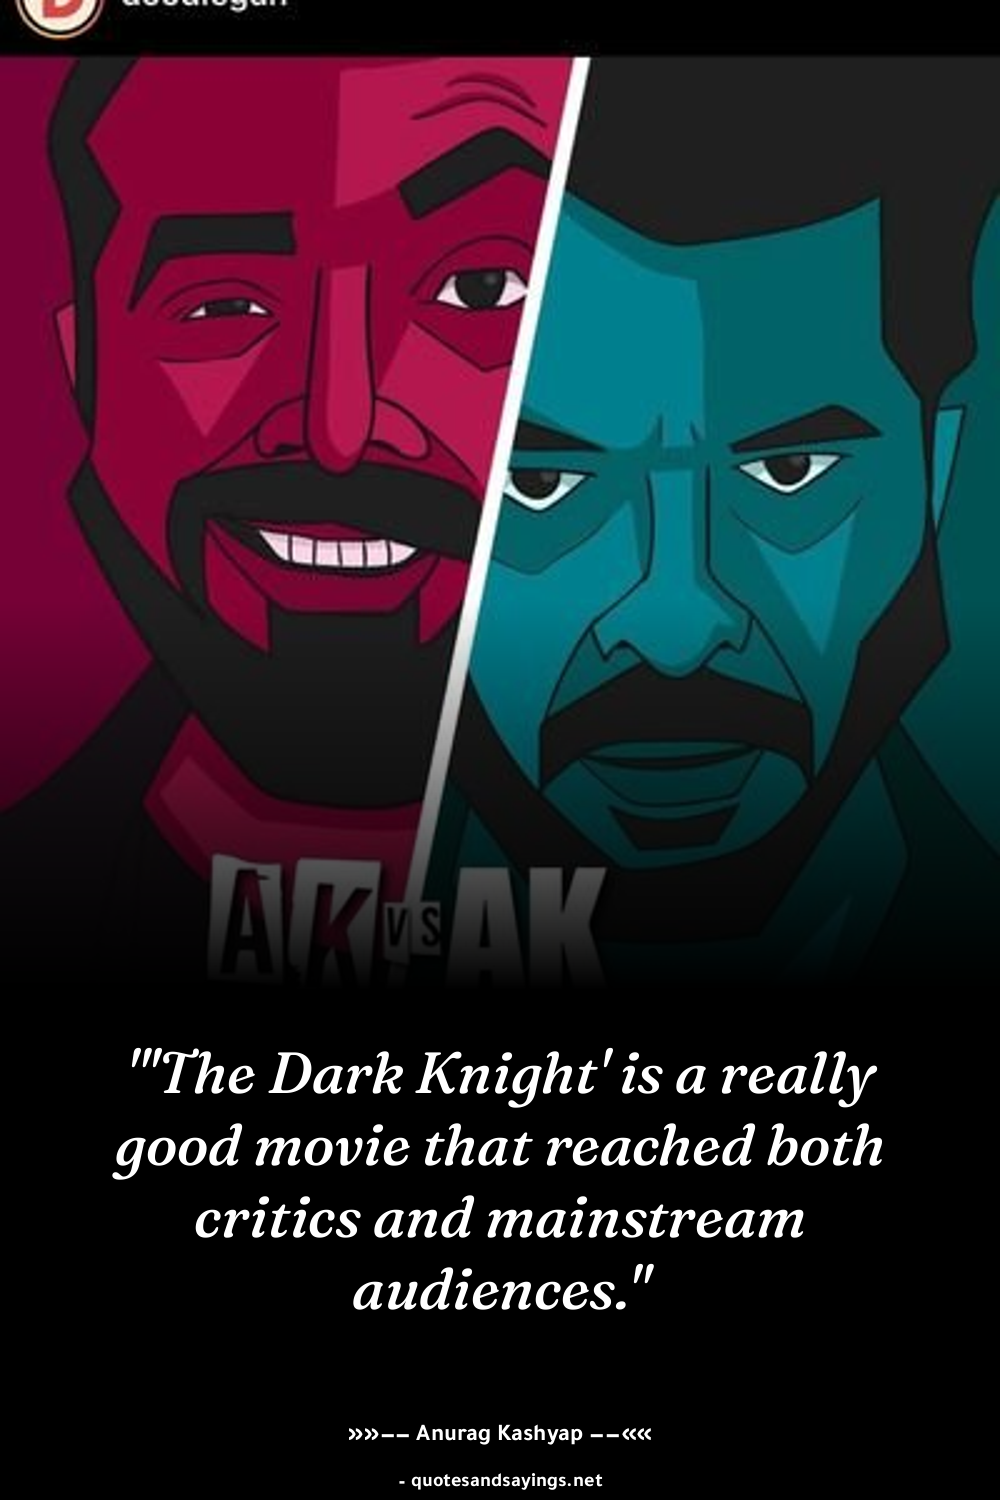 AK vs AK
"'The Dark Knight' is a really
good movie that reached both
critics and mainstream
audiences."
»»–– Anurag Kashyap ––««
- quotesandsayings.net